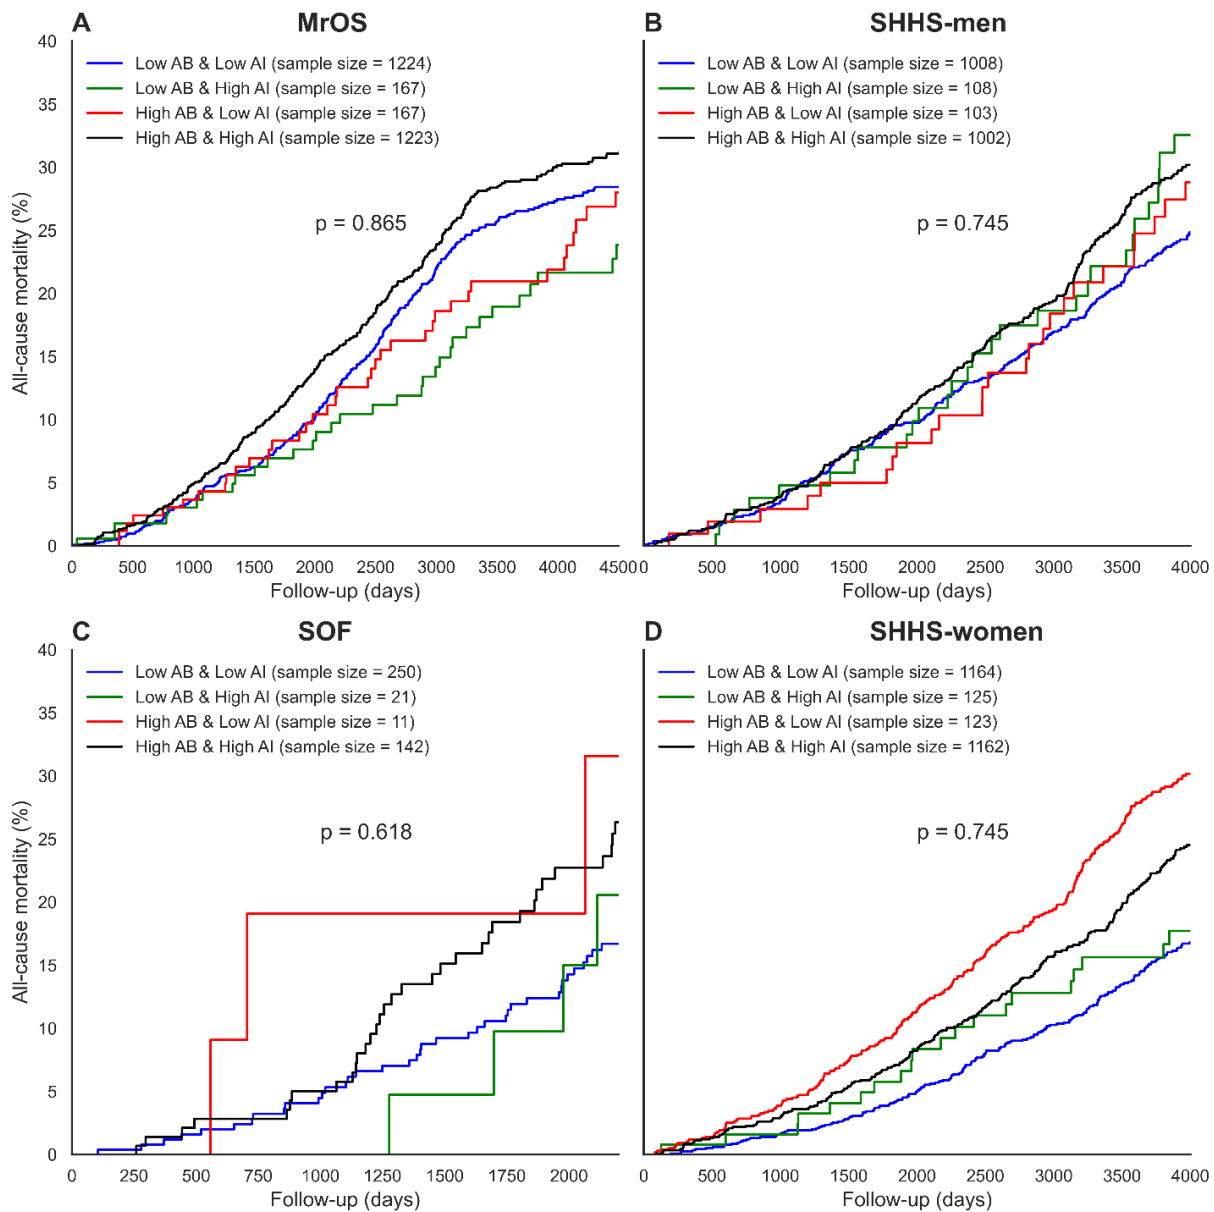 A MrOS
40
35
30
25
20
15
10
5
0
All-cause mortality (%)
Low AB & Low AI (sample size = 1224)
Low AB & High AI (sample size = 167)
High AB & Low AI (sample size = 167)
High AB & High AI (sample size = 1223)
p = 0.865
0 500 1000 1500 2000 2500 3000 3500 4000 4500
Follow-up (days)
B SHHS-men
Low AB & Low AI (sample size = 1008)
Low AB & High AI (sample size = 108)
High AB & Low AI (sample size = 103)
High AB & High AI (sample size = 1002)
p = 0.745
0 500 1000 1500 2000 2500 3000 3500 4000
Follow-up (days)
C SOF
40
35
30
25
20
15
10
5
0
All-cause mortality (%)
Low AB & Low AI (sample size = 250)
Low AB & High AI (sample size = 21)
High AB & Low AI (sample size = 11)
High AB & High AI (sample size = 142)
p = 0.618
0 250 500 750 1000 1250 1500 1750 2000
Follow-up (days)
D SHHS-women
Low AB & Low AI (sample size = 1164)
Low AB & High AI (sample size = 125)
High AB & Low AI (sample size = 123)
High AB & High AI (sample size = 1162)
p = 0.745
0 500 1000 1500 2000 2500 3000 3500 4000
Follow-up (days)